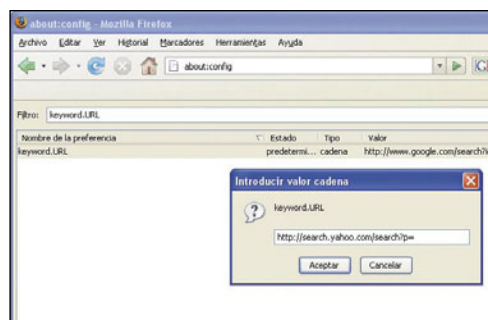 about:config - Mozilla Firefox
Archivo Editar Ver Historial Marcadores Herramientas Ayuda
about:config
Filtro: keyword.URL
Nombre de la preferencia Estado Tipo Valor
keyword.URL predetermi... cadena http://www.google.com/search?i
Introducir valor cadena
keyword.URL
http://search.yahoo.com/search?p=
Aceptar Cancelar